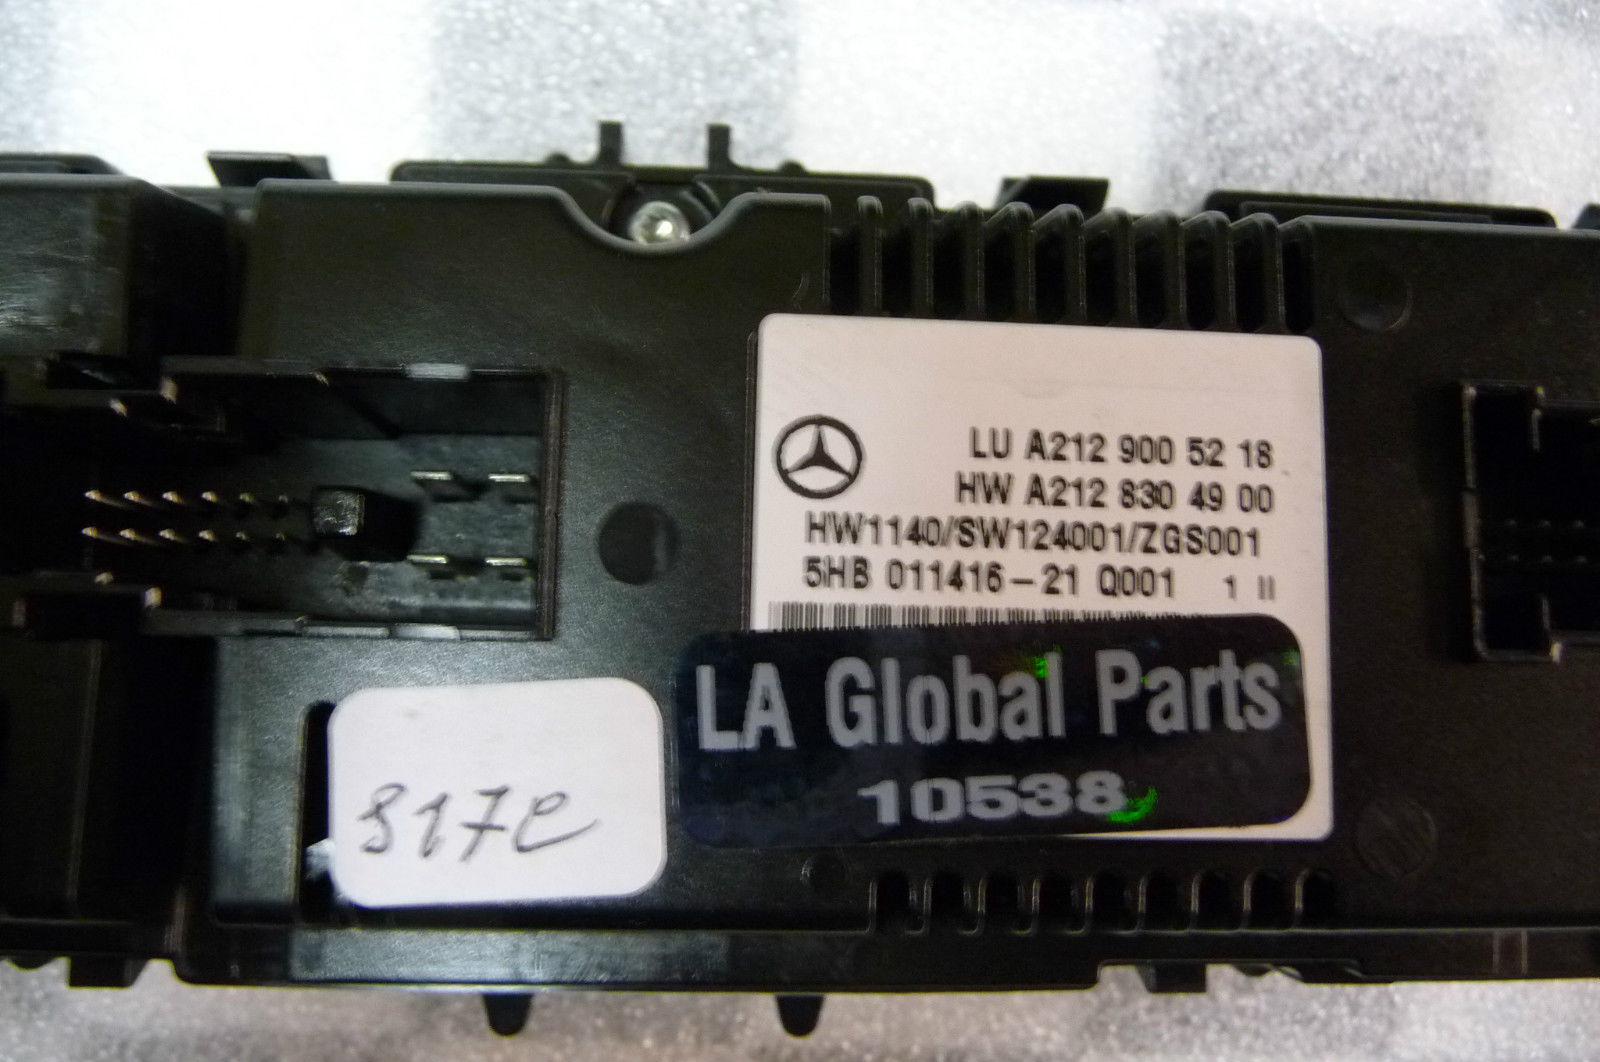 LU A212 900 52 18
HW A212 830 49 00
HW1140/SW124001/ZGS001
5HB 011416-21 Q001 1 II
LA Global Parts
10538
817e